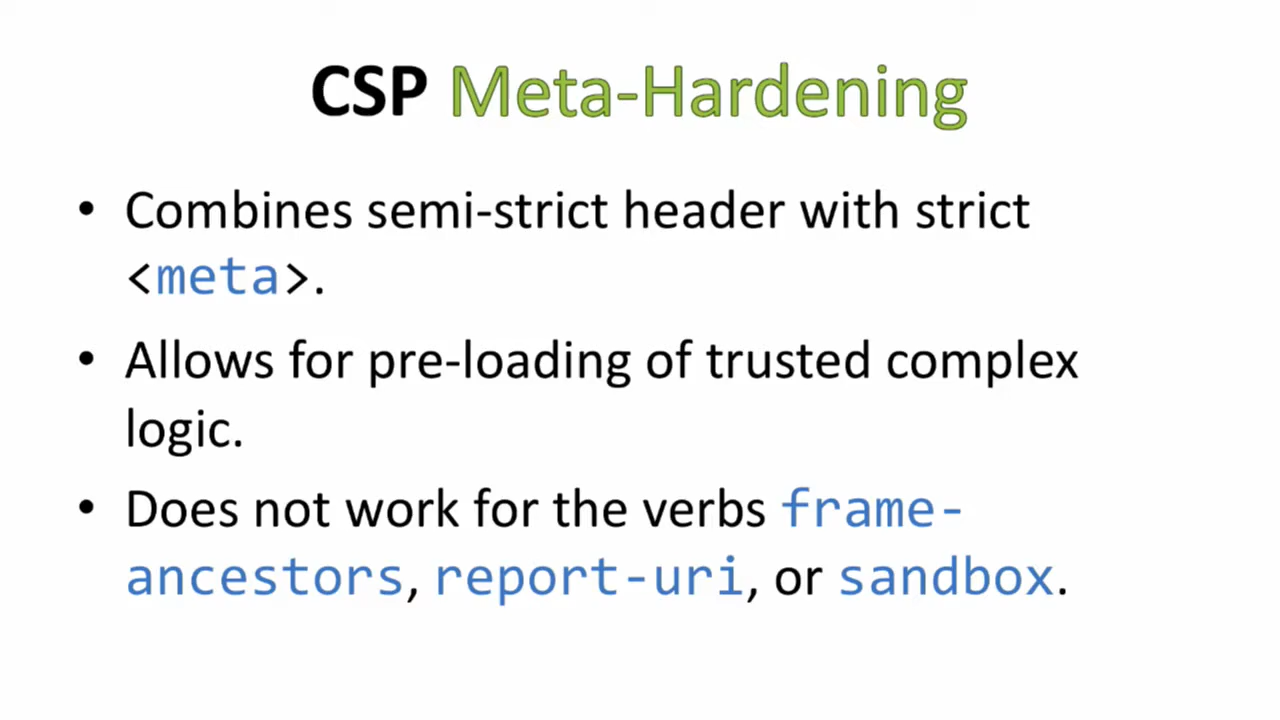 CSP Meta-Hardening
• Combines semi-strict header with strict
<meta>.
• Allows for pre-loading of trusted complex
logic.
• Does not work for the verbs frame-
ancestors, report-uri, or sandbox.